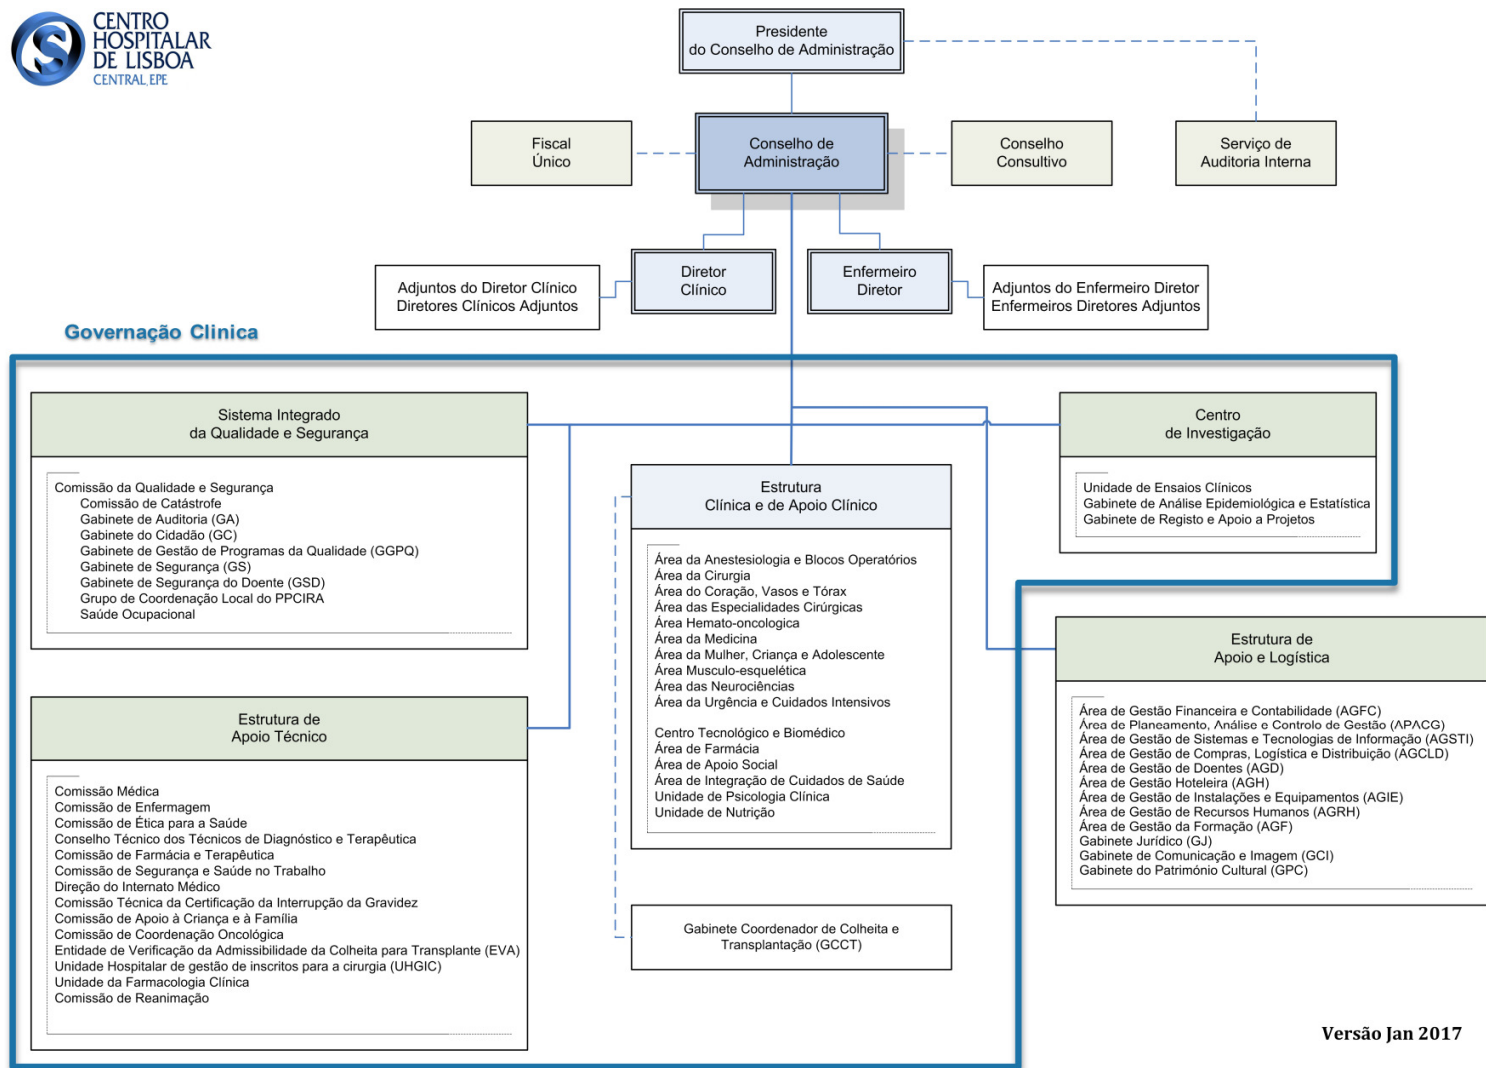 CENTRO
HOSPITALAR
DE LISBOA
CENTRAL, EPE
Presidente
do Conselho de Administração
Fiscal
Único
Conselho de
Administração
Conselho
Consultivo
Serviço de
Auditoria Interna
Diretor
Clínico
Enfermeiro
Diretor
Adjuntos do Diretor Clínico
Diretores Clínicos Adjuntos
Adjuntos do Enfermeiro Diretor
Enfermeiros Diretores Adjuntos
Governação Clinica
Sistema Integrado
da Qualidade e Segurança
Comissão da Qualidade e Segurança
Comissão de Catástrofe
Gabinete de Auditoria (GA)
Gabinete do Cidadão (GC)
Gabinete de Gestão de Programas da Qualidade (GGPQ)
Gabinete de Segurança (GS)
Gabinete de Segurança do Doente (GSD)
Grupo de Coordenação Local do PPCIRA
Saúde Ocupacional
Centro
de Investigação
Unidade de Ensaios Clínicos
Gabinete de Análise Epidemiológica e Estatística
Gabinete de Registo e Apoio a Projetos
Estrutura
Clínica e de Apoio Clínico
Área da Anestesiologia e Blocos Operatórios
Área da Cirurgia
Área do Coração, Vasos e Tórax
Área das Especialidades Cirúrgicas
Área Hemato-oncologica
Área da Medicina
Área da Mulher, Criança e Adolescente
Área Musculo-esquelética
Área das Neurociências
Área da Urgência e Cuidados Intensivos
Centro Tecnológico e Biomédico
Área de Farmácia
Área de Apoio Social
Área de Integração de Cuidados de Saúde
Unidade de Psicologia Clínica
Unidade de Nutrição
Estrutura de
Apoio Técnico
Comissão Médica
Comissão de Enfermagem
Comissão de Ética para a Saúde
Conselho Técnico dos Técnicos de Diagnóstico e Terapêutica
Comissão de Farmácia e Terapêutica
Comissão de Segurança e Saúde no Trabalho
Direção do Internato Médico
Comissão Técnica da Certificação da Interrupção da Gravidez
Comissão de Apoio à Criança e à Família
Comissão de Coordenação Oncológica
Entidade de Verificação da Admissibilidade da Colheita para Transplante (EVA)
Unidade Hospitalar de gestão de inscritos para a cirurgia (UHGIC)
Unidade da Farmacologia Clínica
Comissão de Reanimação
Estrutura de
Apoio e Logística
Área de Gestão Financeira e Contabilidade (AGFC)
Área de Planeamento, Análise e Controlo de Gestão (APACG)
Área de Gestão de Sistemas e Tecnologias de Informação (AGSTI)
Área de Gestão de Compras, Logística e Distribuição (AGCLD)
Área de Gestão de Doentes (AGD)
Área de Gestão Hoteleira (AGH)
Área de Gestão de Instalações e Equipamentos (AGIE)
Área de Gestão de Recursos Humanos (AGRH)
Área de Gestão da Formação (AGF)
Gabinete Jurídico (GJ)
Gabinete de Comunicação e Imagem (GCI)
Gabinete do Património Cultural (GPC)
Gabinete Coordenador de Colheita e
Transplantação (GCCT)
Versão Jan 2017